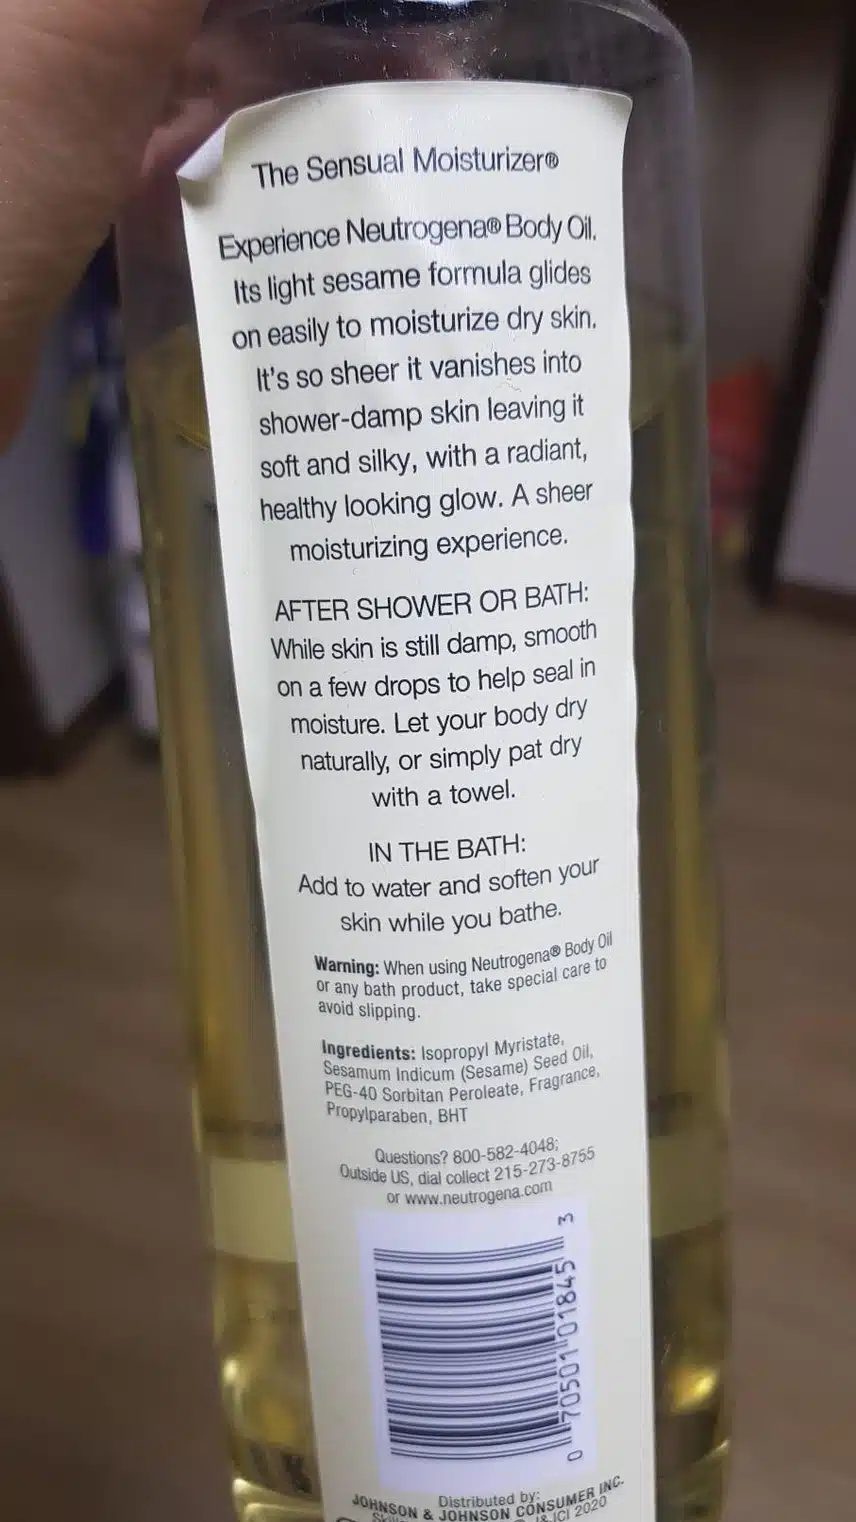 The Sensual Moisturizer®
Experience Neutrogena® Body Oil.
Its light sesame formula glides
on easily to moisturize dry skin.
It's so sheer it vanishes into
shower-damp skin leaving it
soft and silky, with a radiant,
healthy looking glow. A sheer
moisturizing experience.
AFTER SHOWER OR BATH:
While skin is still damp, smooth
on a few drops to help seal in
moisture. Let your body dry
naturally, or simply pat dry
with a towel.
IN THE BATH:
Add to water and soften your
skin while you bathe.
Warning: When using Neutrogena® Body Oil
or any bath product, take special care to
avoid slipping.
Ingredients: Isopropyl Myristate,
Sesamum Indicum (Sesame) Seed Oil,
PEG-40 Sorbitan Peroleate, Fragrance,
Propylparaben, BHT
Questions? 800-582-4048;
Outside US, dial collect 215-273-8755
or www.neutrogena.com
0 70501 01845 3
Distributed by:
JOHNSON & JOHNSON CONSUMER INC.
J&JCI 2020